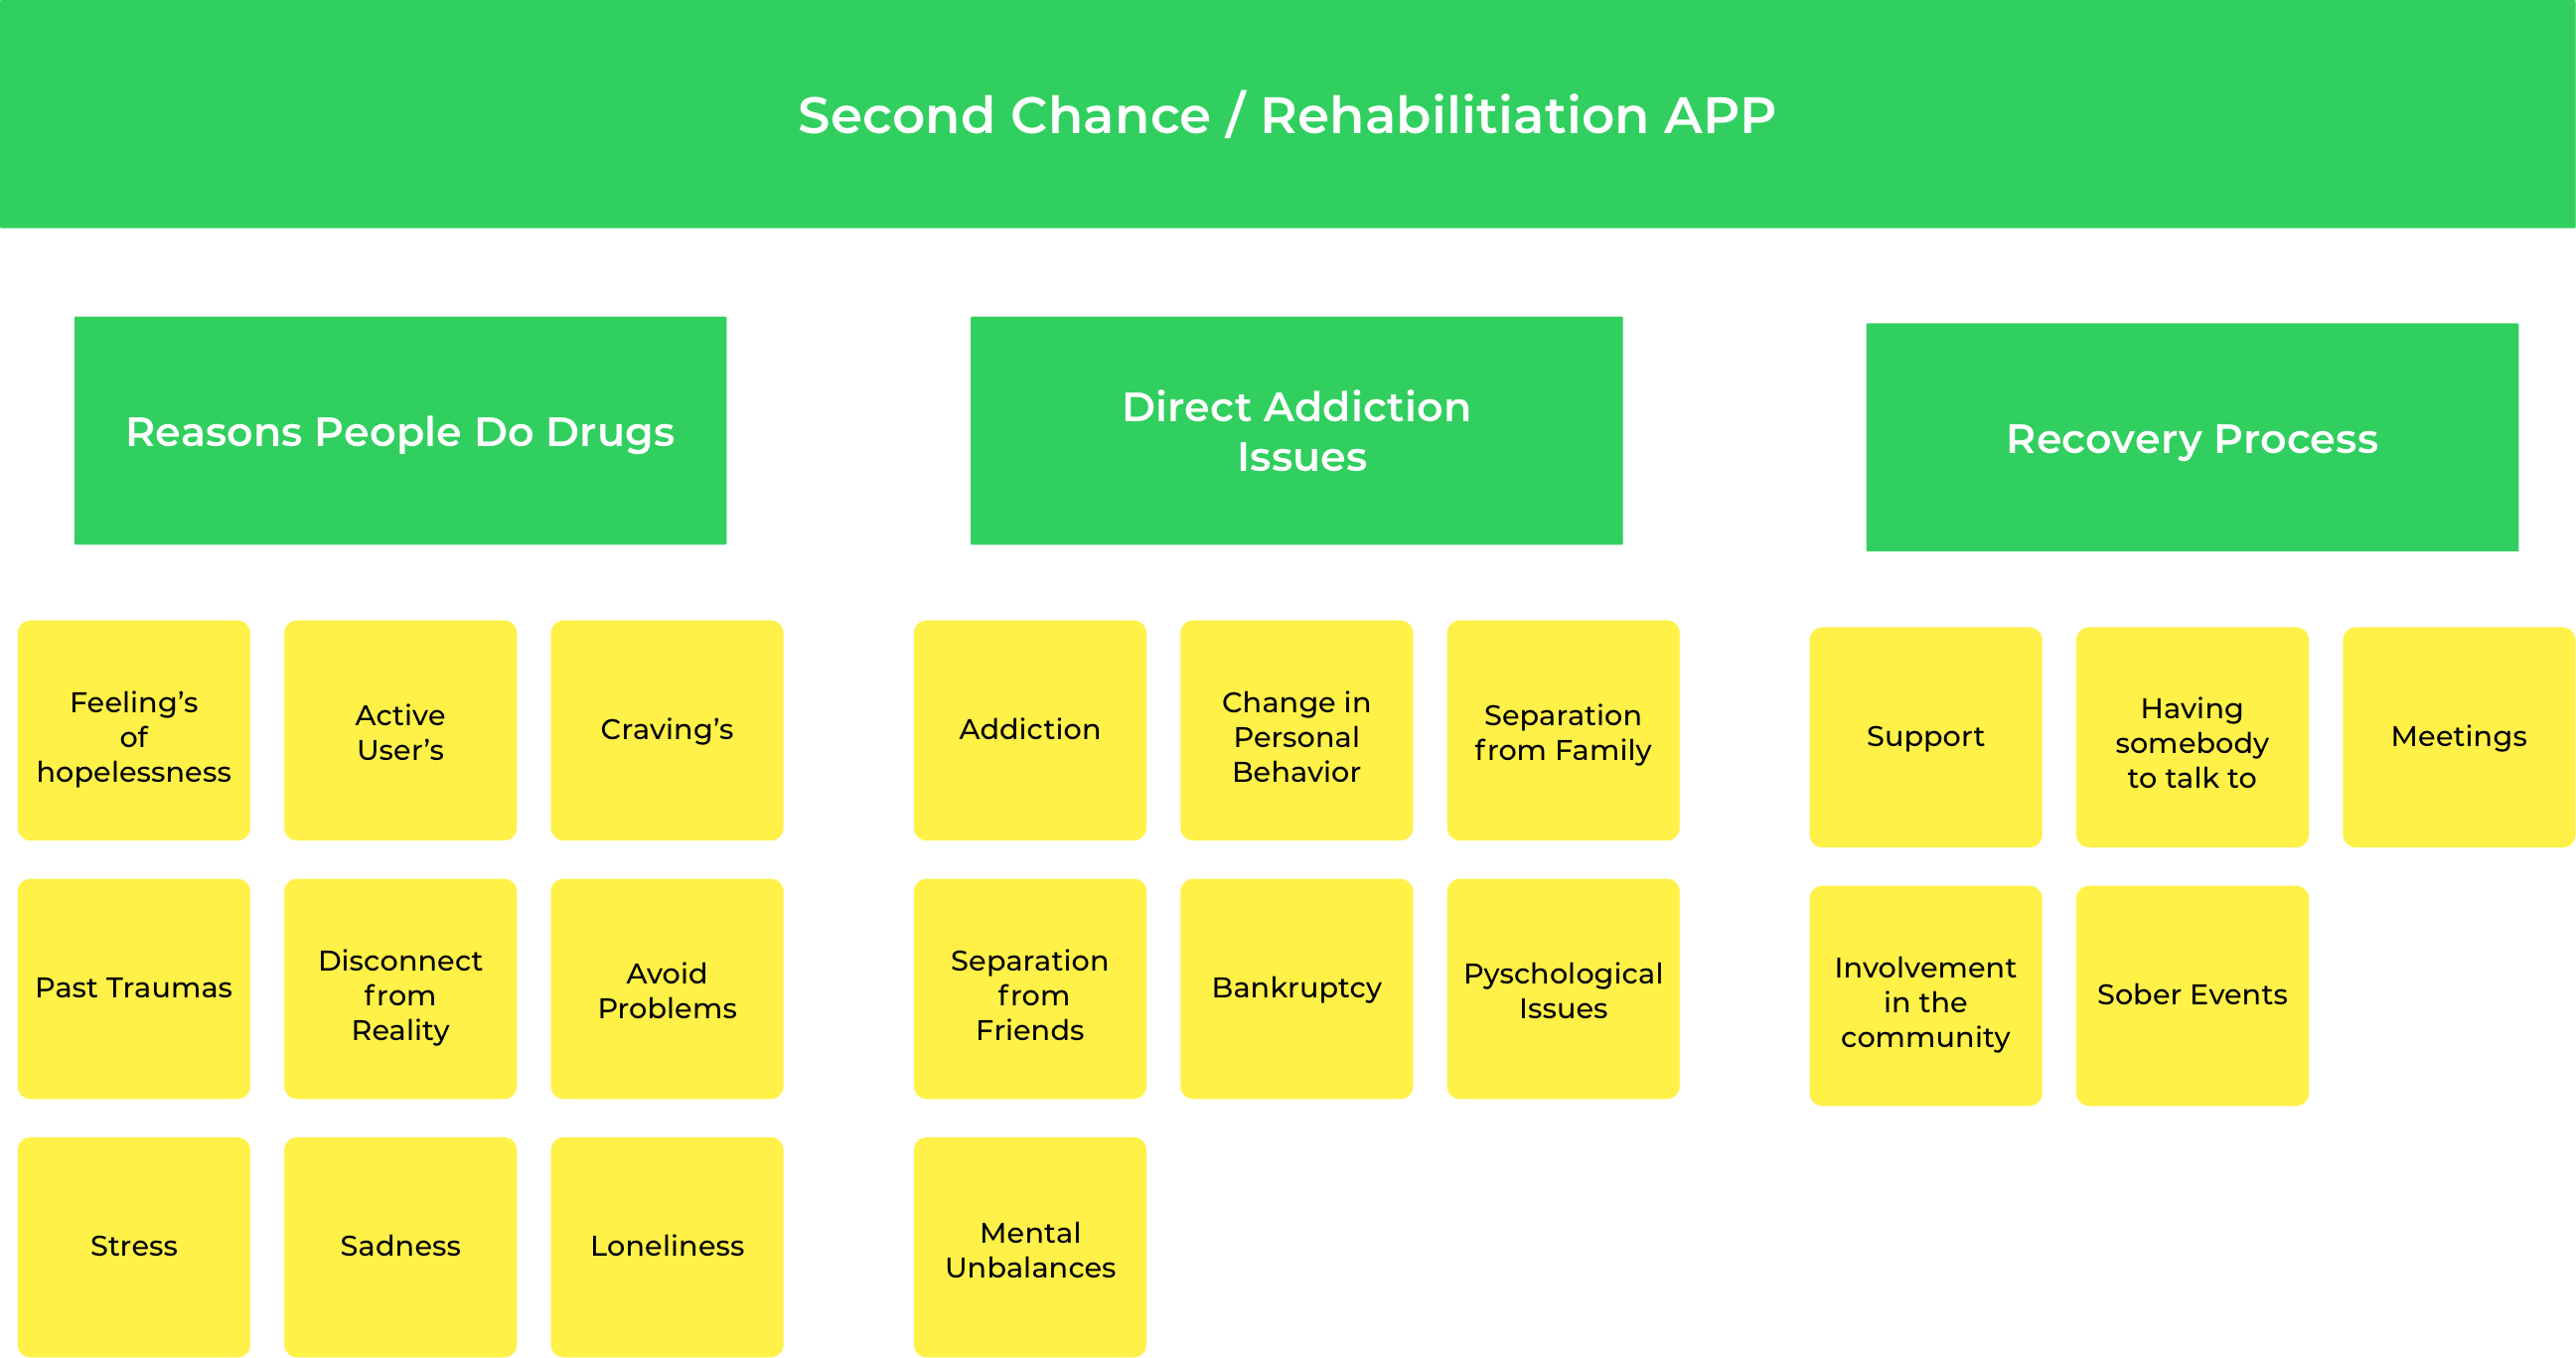 Second Chance / Rehabilitiation APP
Reasons People Do Drugs
Feeling’s
of
hopelessness
Active
User’s
Craving’s
Past Traumas
Disconnect
from
Reality
Avoid
Problems
Stress
Sadness
Loneliness
Direct Addiction
Issues
Addiction
Change in
Personal
Behavior
Separation
from Family
Separation
from
Friends
Bankruptcy
Pyschological
Issues
Mental
Unbalances
Recovery Process
Support
Having
somebody
to talk to
Meetings
Involvement
in the
community
Sober Events